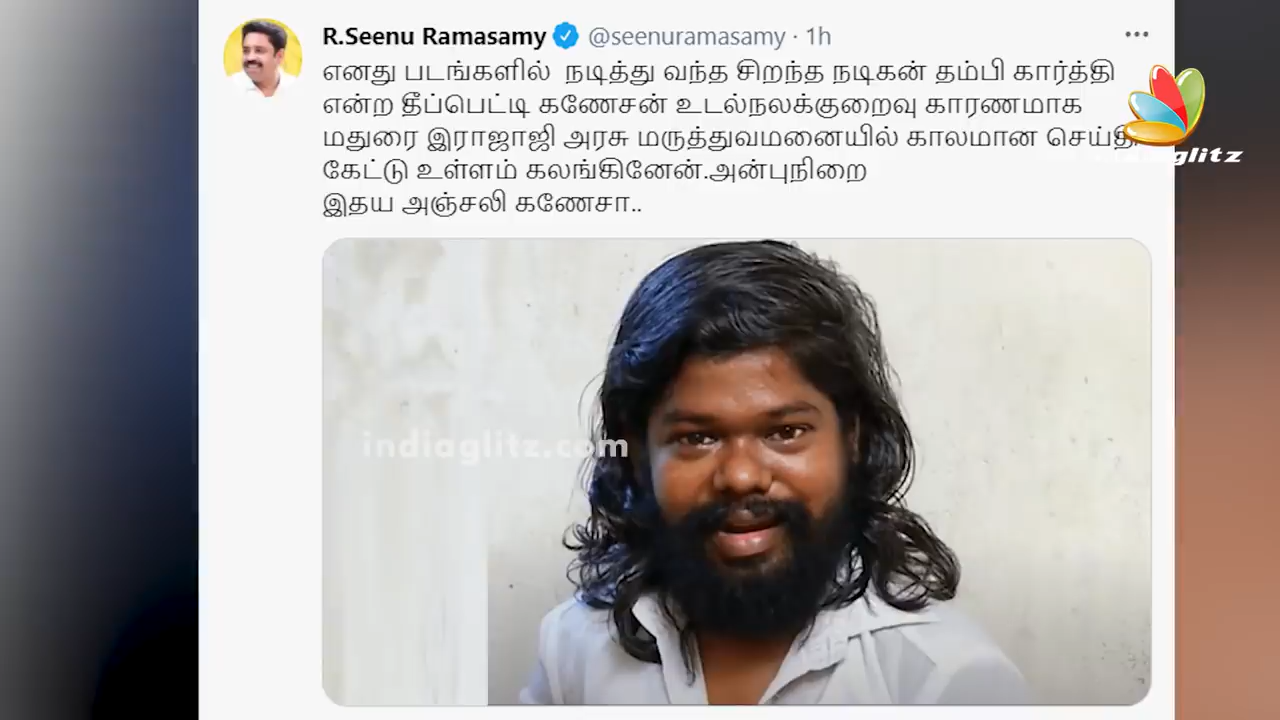 R.Seenu Ramasamy @seenuramasamy · 1h
எனது படங்களில் நடித்து வந்த சிறந்த நடிகன் தம்பி கார்த்தி
என்ற தீப்பெட்டி கணேசன் உடல்நலக்குறைவு காரணமாக
மதுரை இராஜாஜி அரசு மருத்துவமனையில் காலமான செய்தி
கேட்டு உள்ளம் கலங்கினேன்.அன்புநிறை
இதய அஞ்சலி கணேசா..
indiaglitz.com